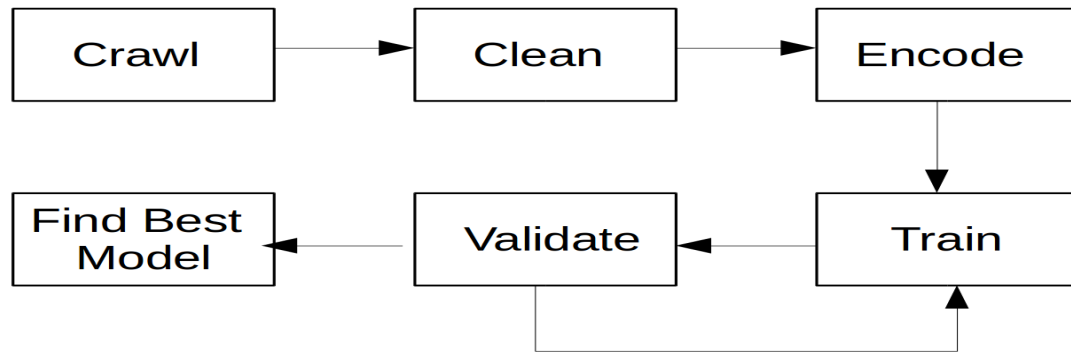 Crawl
Clean
Encode
Find Best
Model
Validate
Train